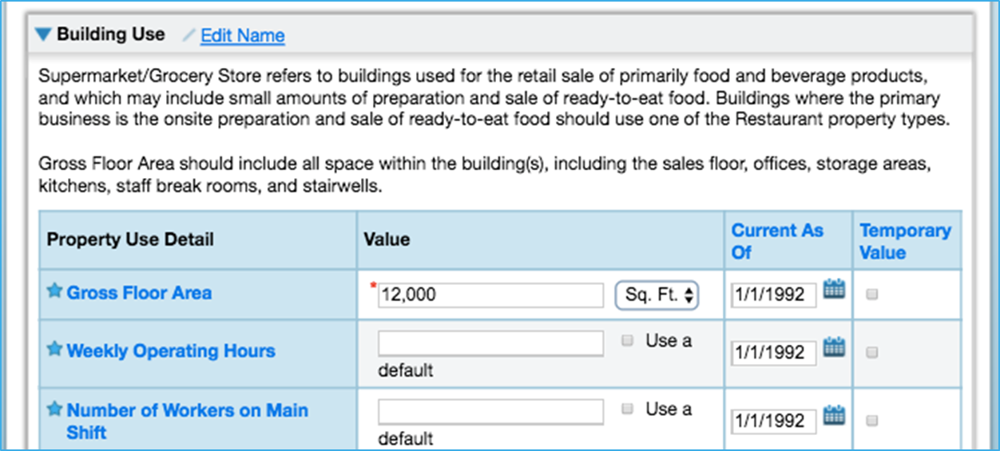 Building Use Edit Name
Supermarket/Grocery Store refers to buildings used for the retail sale of primarily food and beverage products,
and which may include small amounts of preparation and sale of ready-to-eat food. Buildings where the primary
business is the onsite preparation and sale of ready-to-eat food should use one of the Restaurant property types.
Gross Floor Area should include all space within the building(s), including the sales floor, offices, storage areas,
kitchens, staff break rooms, and stairwells.
Property Use Detail Value Current As
Of Temporary
Value
Gross Floor Area * 12,000 Sq. Ft. 1/1/1992
Weekly Operating Hours Use a
default 1/1/1992
Number of Workers on Main
Shift Use a
default 1/1/1992